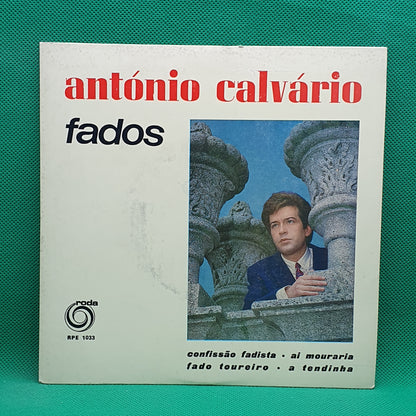 antónio calvário
fados
roda
RPE 1033
confissão fadista • ai mouraria
fado toureiro • a tendinha